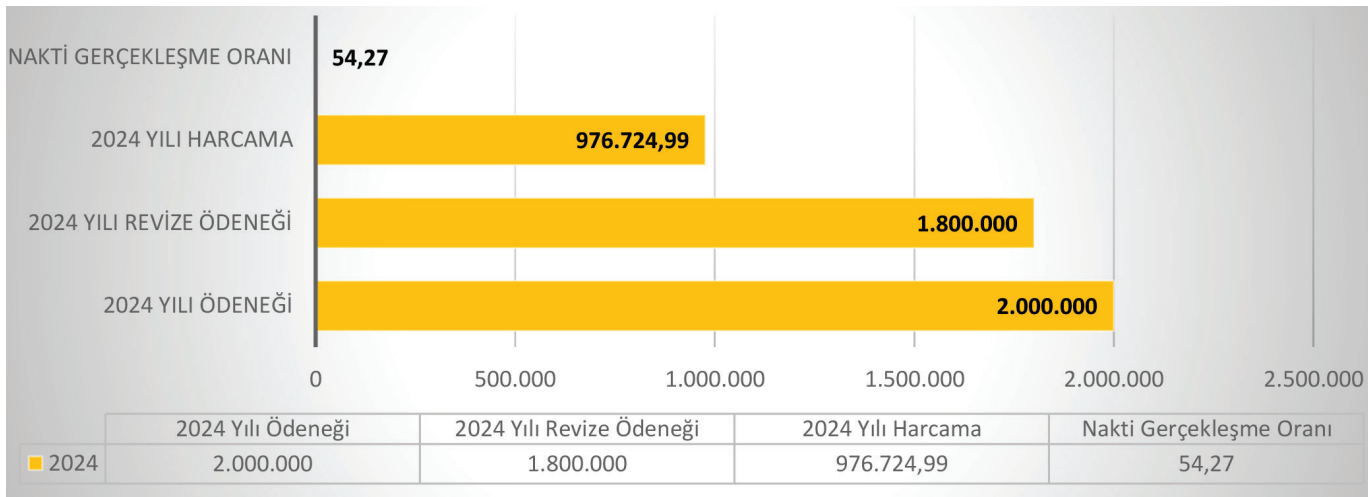 NAKTİ GERÇEKLEŞME ORANI 54,27
2024 YILI HARCAMA 976.724,99
2024 YILI REVİZE ÖDENEĞİ 1.800.000
2024 YILI ÖDENEĞİ 2.000.000
0 500.000 1.000.000 1.500.000 2.000.000 2.500.000
2024 Yılı Ödeneği 2024 Yılı Revize Ödeneği 2024 Yılı Harcama Nakti Gerçekleşme Oranı
2024 2.000.000 1.800.000 976.724,99 54,27